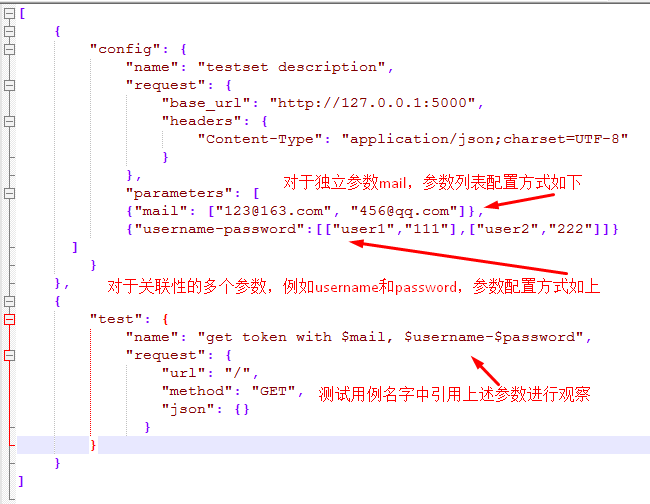 [
{
"config": {
"name": "testset description",
"request": {
"base_url": "http://127.0.0.1:5000",
"headers": {
"Content-Type": "application/json;charset=UTF-8"
}
},
对于独立参数mail，参数列表配置方式如下
"parameters": [
{"mail": ["123@163.com", "456@qq.com"]},
{"username-password":[["user1","111"],["user2","222"]]}
]
}
},
对于关联性的多个参数，例如username和password，参数配置方式如上
{
"test": {
"name": "get token with $mail, $username-$password",
"request": {
"url": "/",
"method": "GET",
测试用例名字中引用上述参数进行观察
"json": {}
}
}
}
]